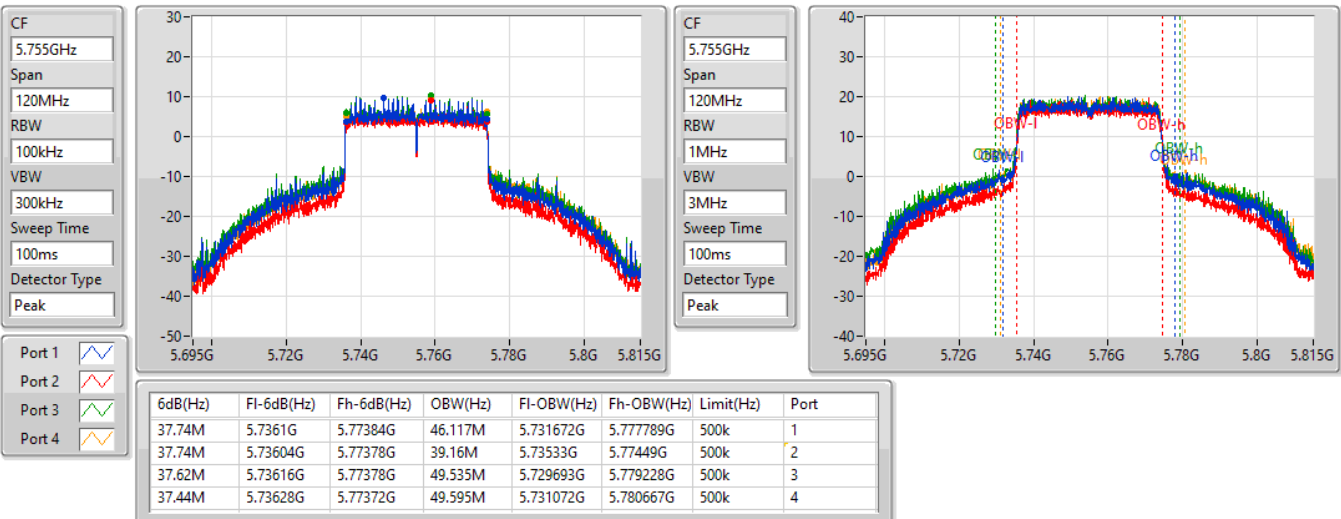 CF
5.755GHz
Span
120MHz
RBW
100kHz
VBW
300kHz
Sweep Time
100ms
Detector Type
Peak
30
20
10
0
-10
-20
-30
-40
-50
5.695G 5.72G 5.74G 5.76G 5.78G 5.8G 5.815G
CF
5.755GHz
Span
120MHz
RBW
1MHz
VBW
3MHz
Sweep Time
100ms
Detector Type
Peak
40
30
20
10
0
-10
-20
-30
-40
OBW-l OBW-h
OBW-h
OBW-h
5.695G 5.72G 5.74G 5.76G 5.78G 5.8G 5.815G
Port 1
Port 2
Port 3
Port 4
6dB(Hz) Fl-6dB(Hz) Fh-6dB(Hz) OBW(Hz) Fl-OBW(Hz) Fh-OBW(Hz) Limit(Hz) Port
37.74M 5.7361G 5.77384G 46.117M 5.731672G 5.777789G 500k 1
37.74M 5.73604G 5.77378G 39.16M 5.73533G 5.77449G 500k 2
37.62M 5.73616G 5.77378G 49.535M 5.729693G 5.779228G 500k 3
37.44M 5.73628G 5.77372G 49.595M 5.731072G 5.780667G 500k 4